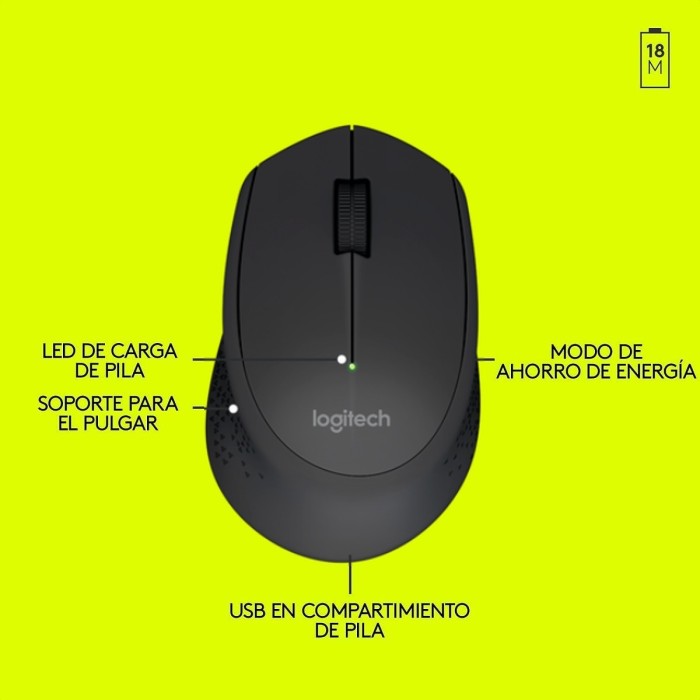 18
M
LED DE CARGA
DE PILA
MODO DE
AHORRO DE ENERGÍA
SOPORTE PARA
EL PULGAR
logitech
USB EN COMPARTIMIENTO
DE PILA